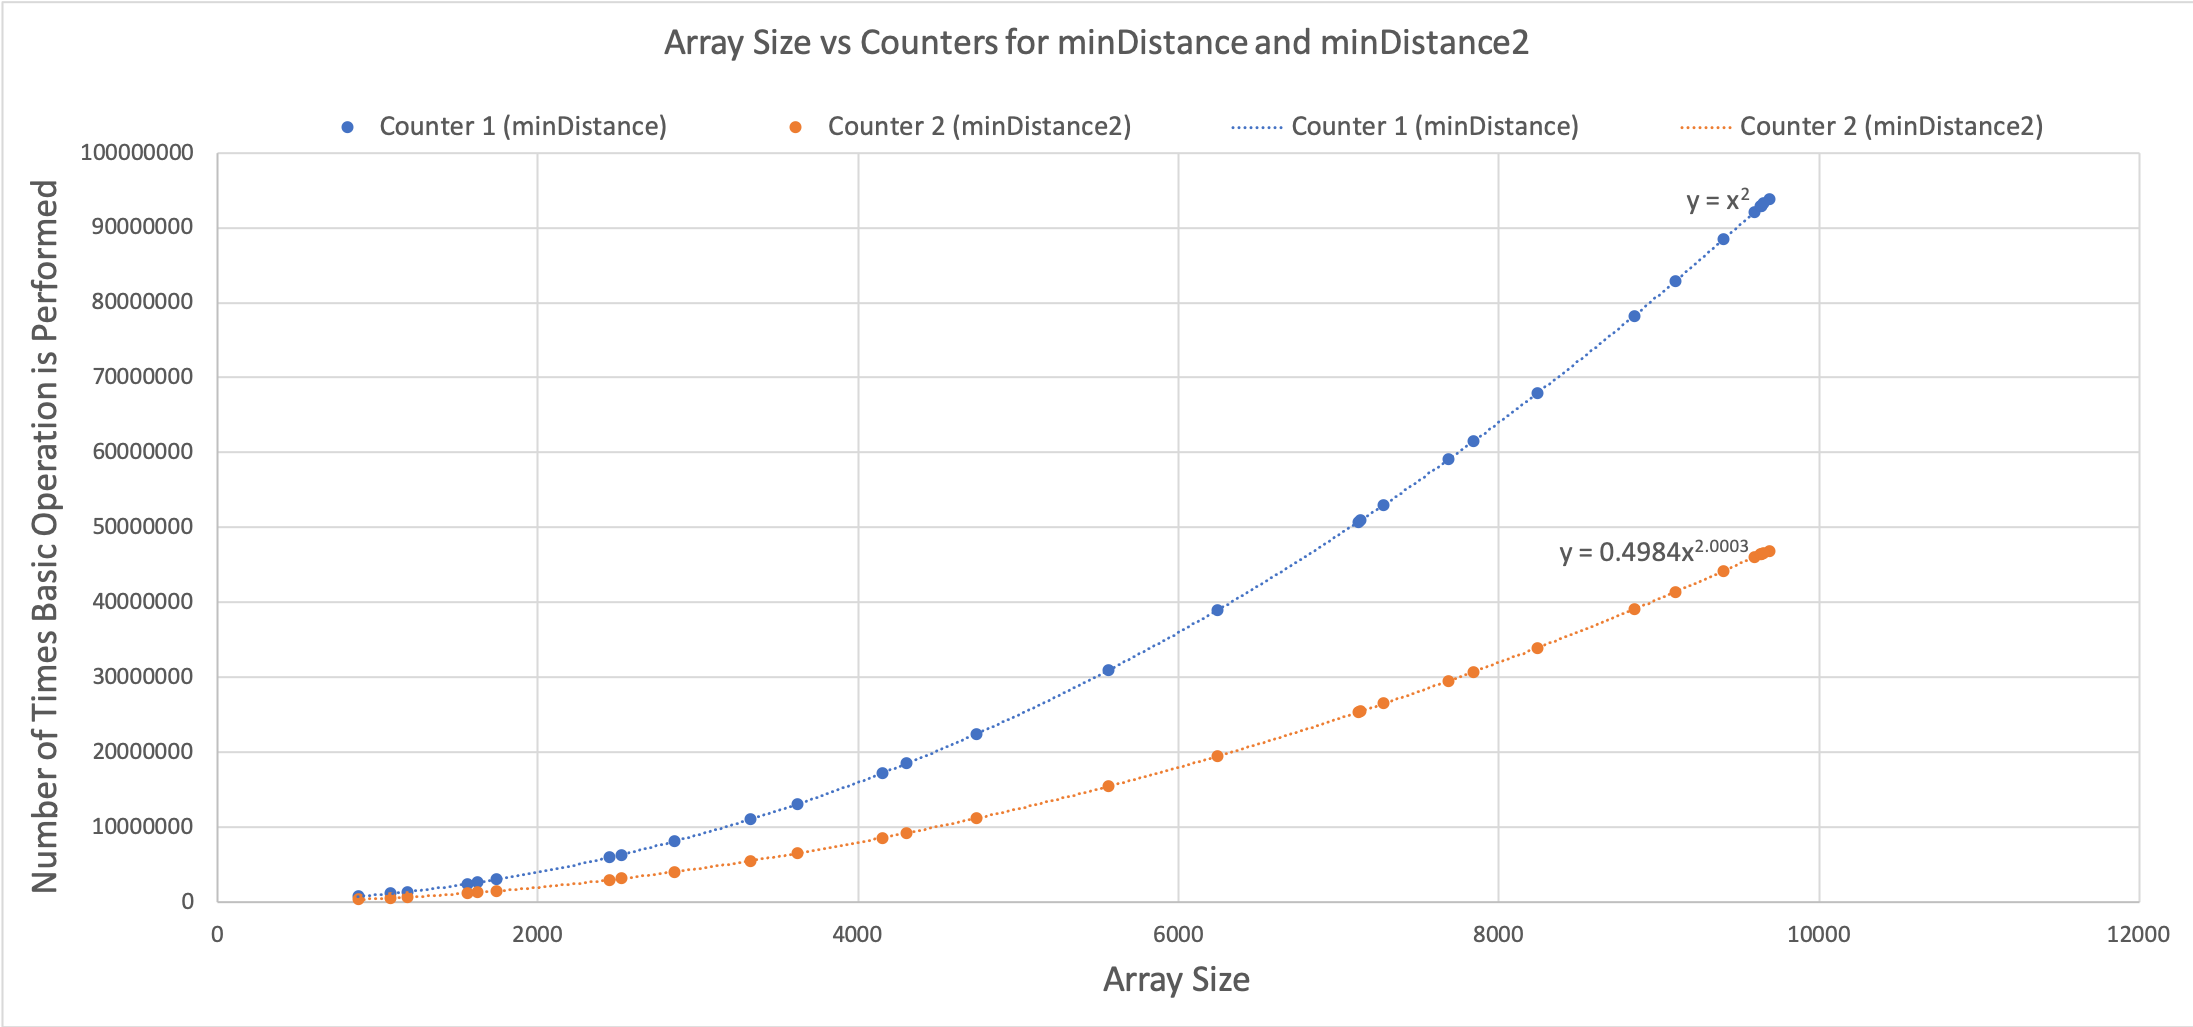 Array Size vs Counters for minDistance and minDistance2
Counter 1 (minDistance) Counter 2 (minDistance2) Counter 1 (minDistance) Counter 2 (minDistance2)
Number of Times Basic Operation is Performed
100000000
90000000
80000000
70000000
60000000
50000000
40000000
30000000
20000000
10000000
0
y = x²
y = 0.4984x²·⁰⁰⁰³
0 2000 4000 6000 8000 10000 12000
Array Size